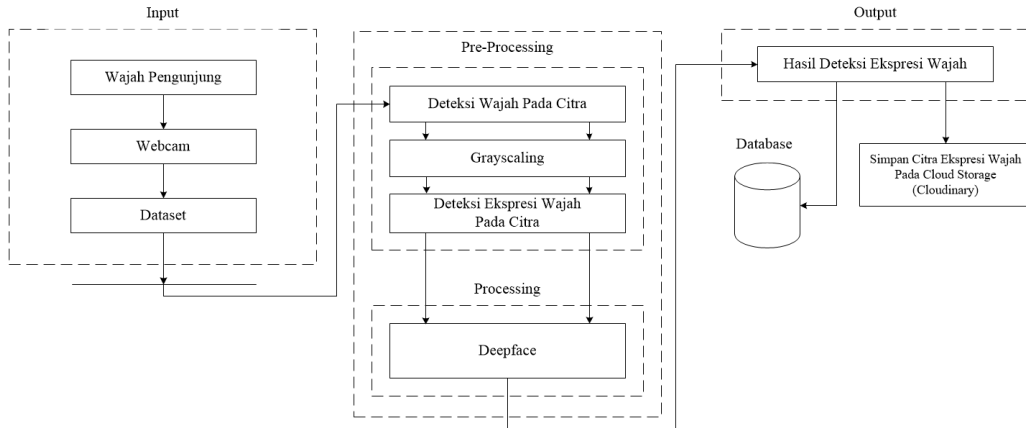 Input
Wajah Pengunjung
Webcam
Dataset
Pre-Processing
Deteksi Wajah Pada Citra
Grayscaling
Deteksi Ekspresi Wajah
Pada Citra
Processing
Deepface
Output
Hasil Deteksi Ekspresi Wajah
Database
Simpan Citra Ekspresi Wajah
Pada Cloud Storage
(Cloudinary)